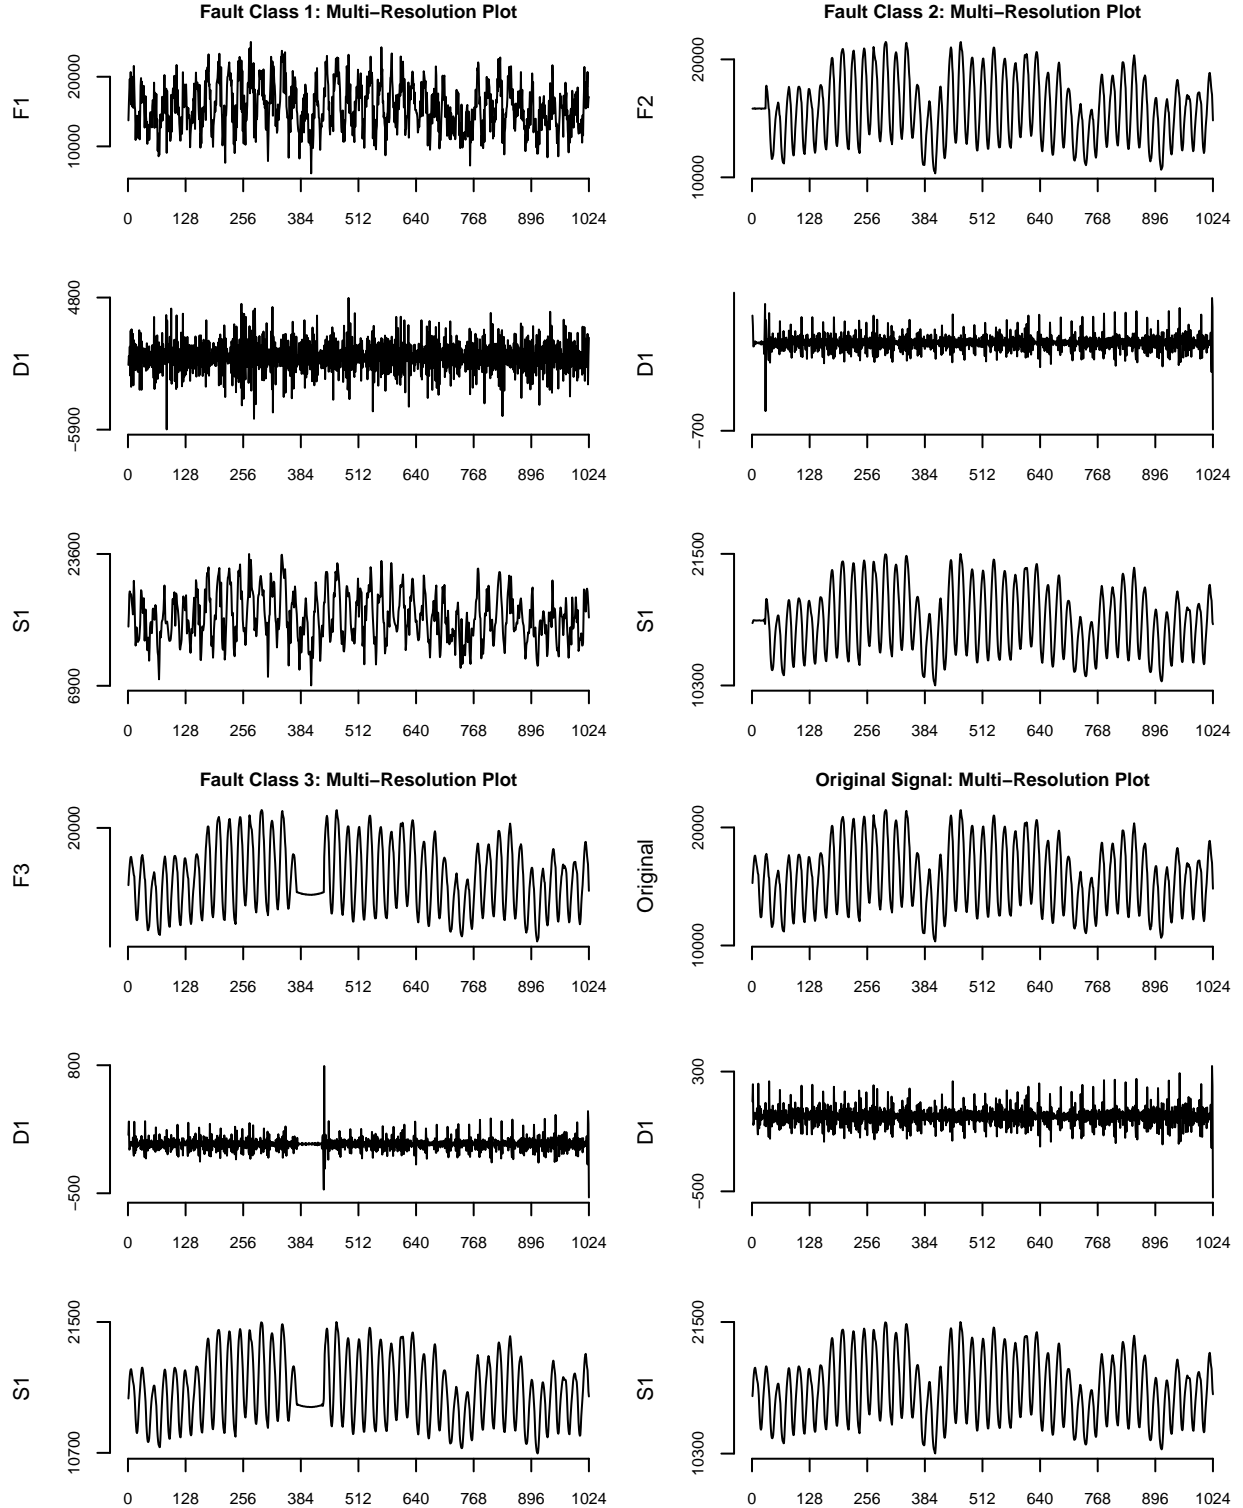 Fault Class 1: Multi−Resolution Plot
F1
20000
10000
0 128 256 384 512 640 768 896 1024
D1
4800
−5900
0 128 256 384 512 640 768 896 1024
S1
23600
6900
0 128 256 384 512 640 768 896 1024
Fault Class 2: Multi−Resolution Plot
F2
20000
10000
0 128 256 384 512 640 768 896 1024
D1
−700
0 128 256 384 512 640 768 896 1024
S1
21500
10300
0 128 256 384 512 640 768 896 1024
Fault Class 3: Multi−Resolution Plot
F3
20000
0 128 256 384 512 640 768 896 1024
D1
800
−500
0 128 256 384 512 640 768 896 1024
S1
21500
10700
0 128 256 384 512 640 768 896 1024
Original Signal: Multi−Resolution Plot
Original
20000
10000
0 128 256 384 512 640 768 896 1024
D1
300
−500
0 128 256 384 512 640 768 896 1024
S1
21500
10300
0 128 256 384 512 640 768 896 1024